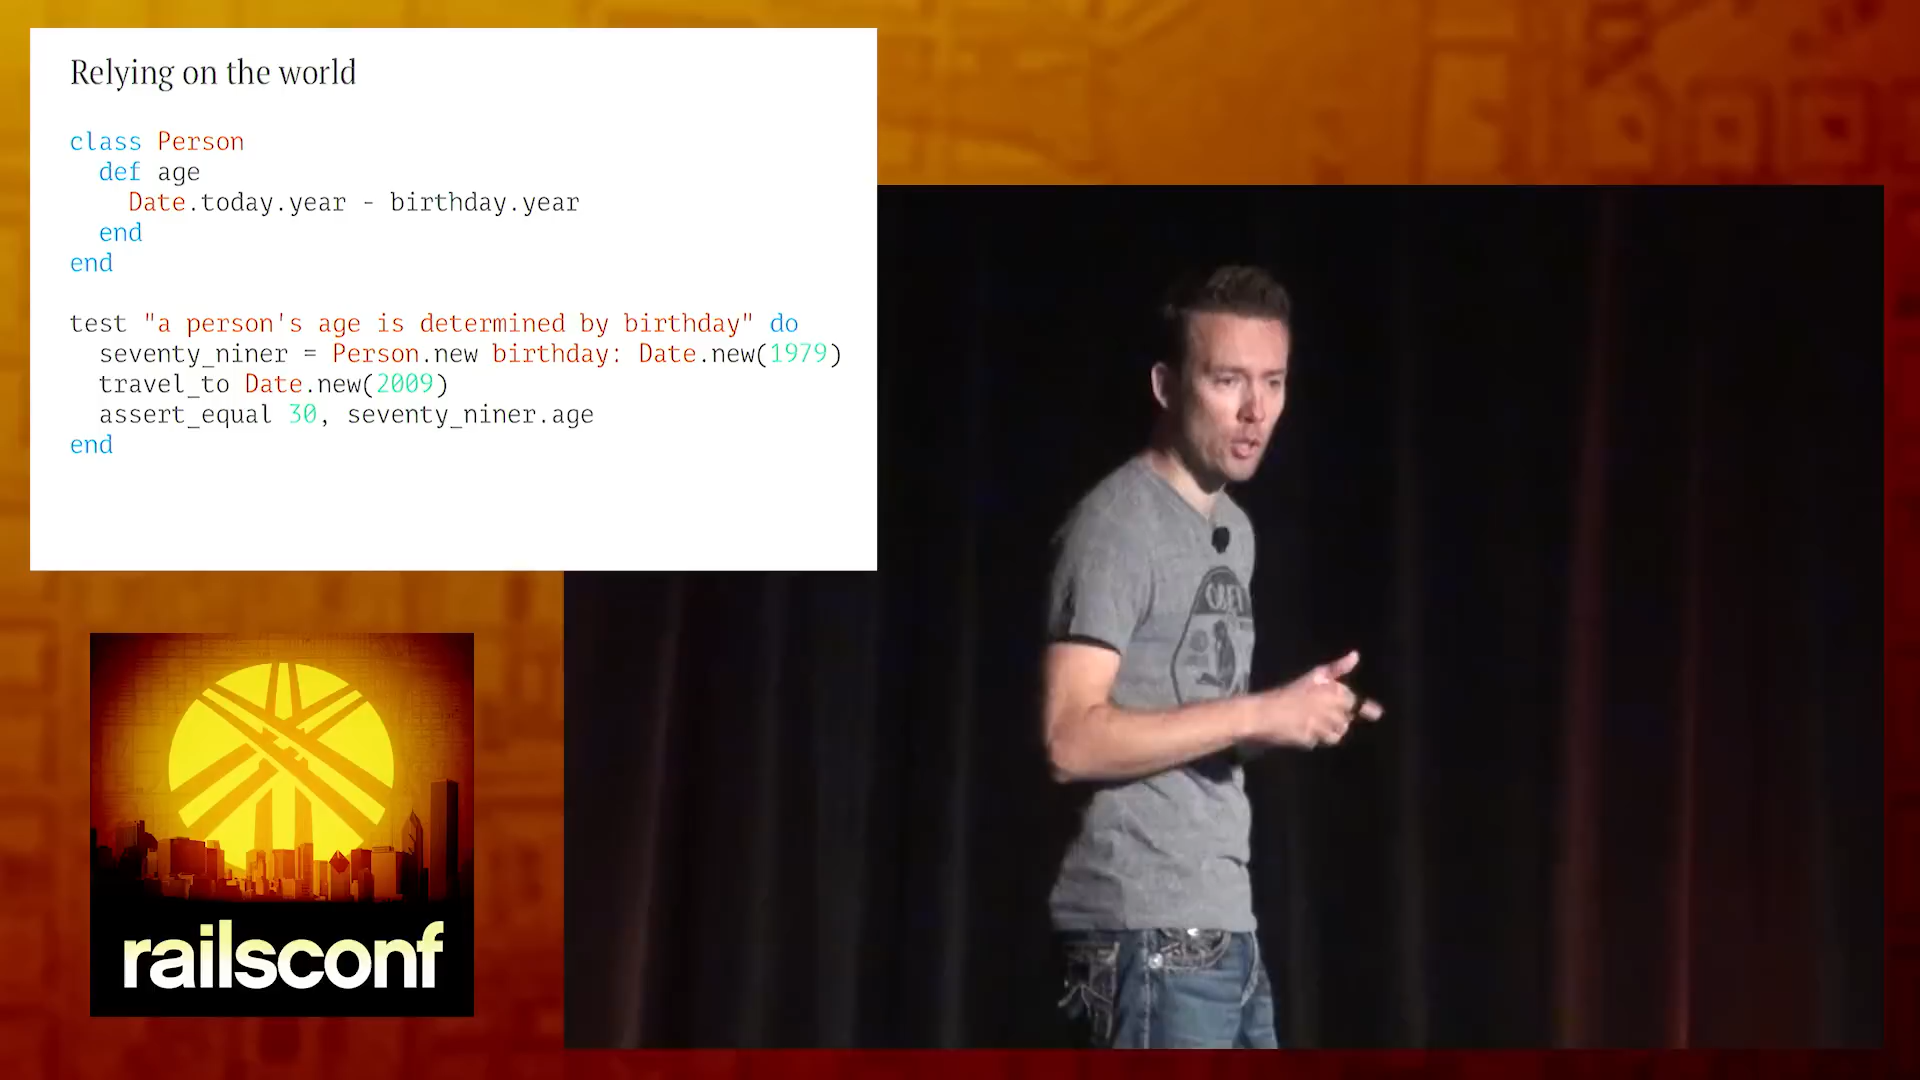 Relying on the world
class Person
  def age
    Date.today.year - birthday.year
  end
end
test "a person's age is determined by birthday" do
  seventy_niner = Person.new birthday: Date.new(1979)
  travel_to Date.new(2009)
  assert_equal 30, seventy_niner.age
end
OBEY
railsconf